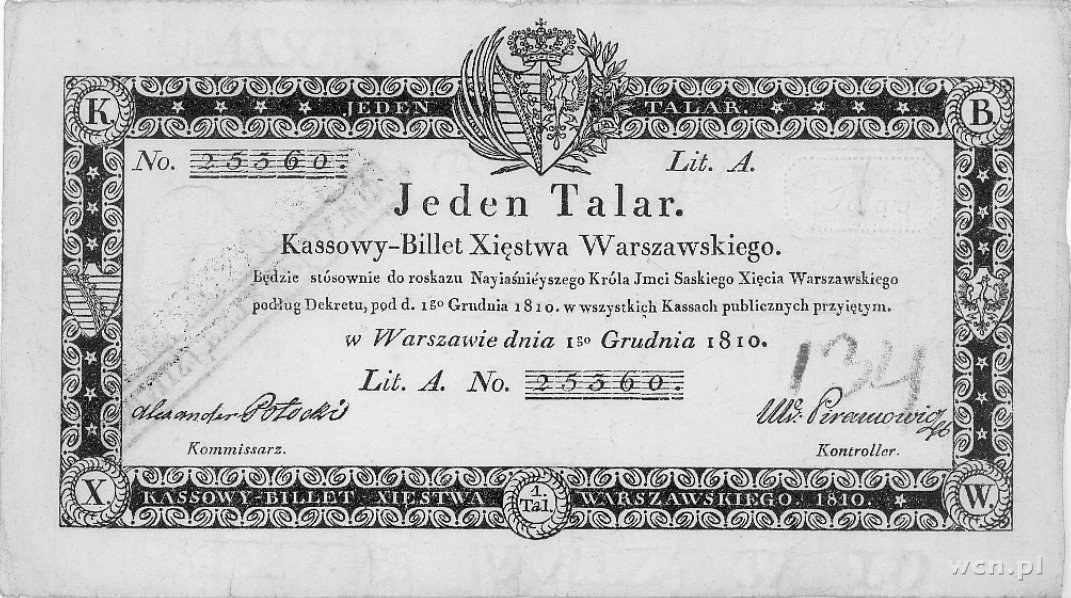 K. JEDEN TALAR. B.
No. 25560. Lit. A.
Jeden Talar.
Kassowy-Billet Xięstwa Warszawskiego.
Będzie stósownie do roskazu Nayiaśniéyszego Króla Jmci Saskiego Xięcia Warszawskiego
podług Dekretu, pod d. 1go Grudnia 1810. w wszystkich Kassach publicznych przyiętym.
w Warszawie dnia 1go Grudnia 1810.
134
Lit. A. No. 25560.
Alexander Potocki
Kommissarz. Kontroller.
X KASSOWY-BILLET XIESTWA 1. Tal. WARSZAWSKIEGO. 1810. W.
wcn.pl